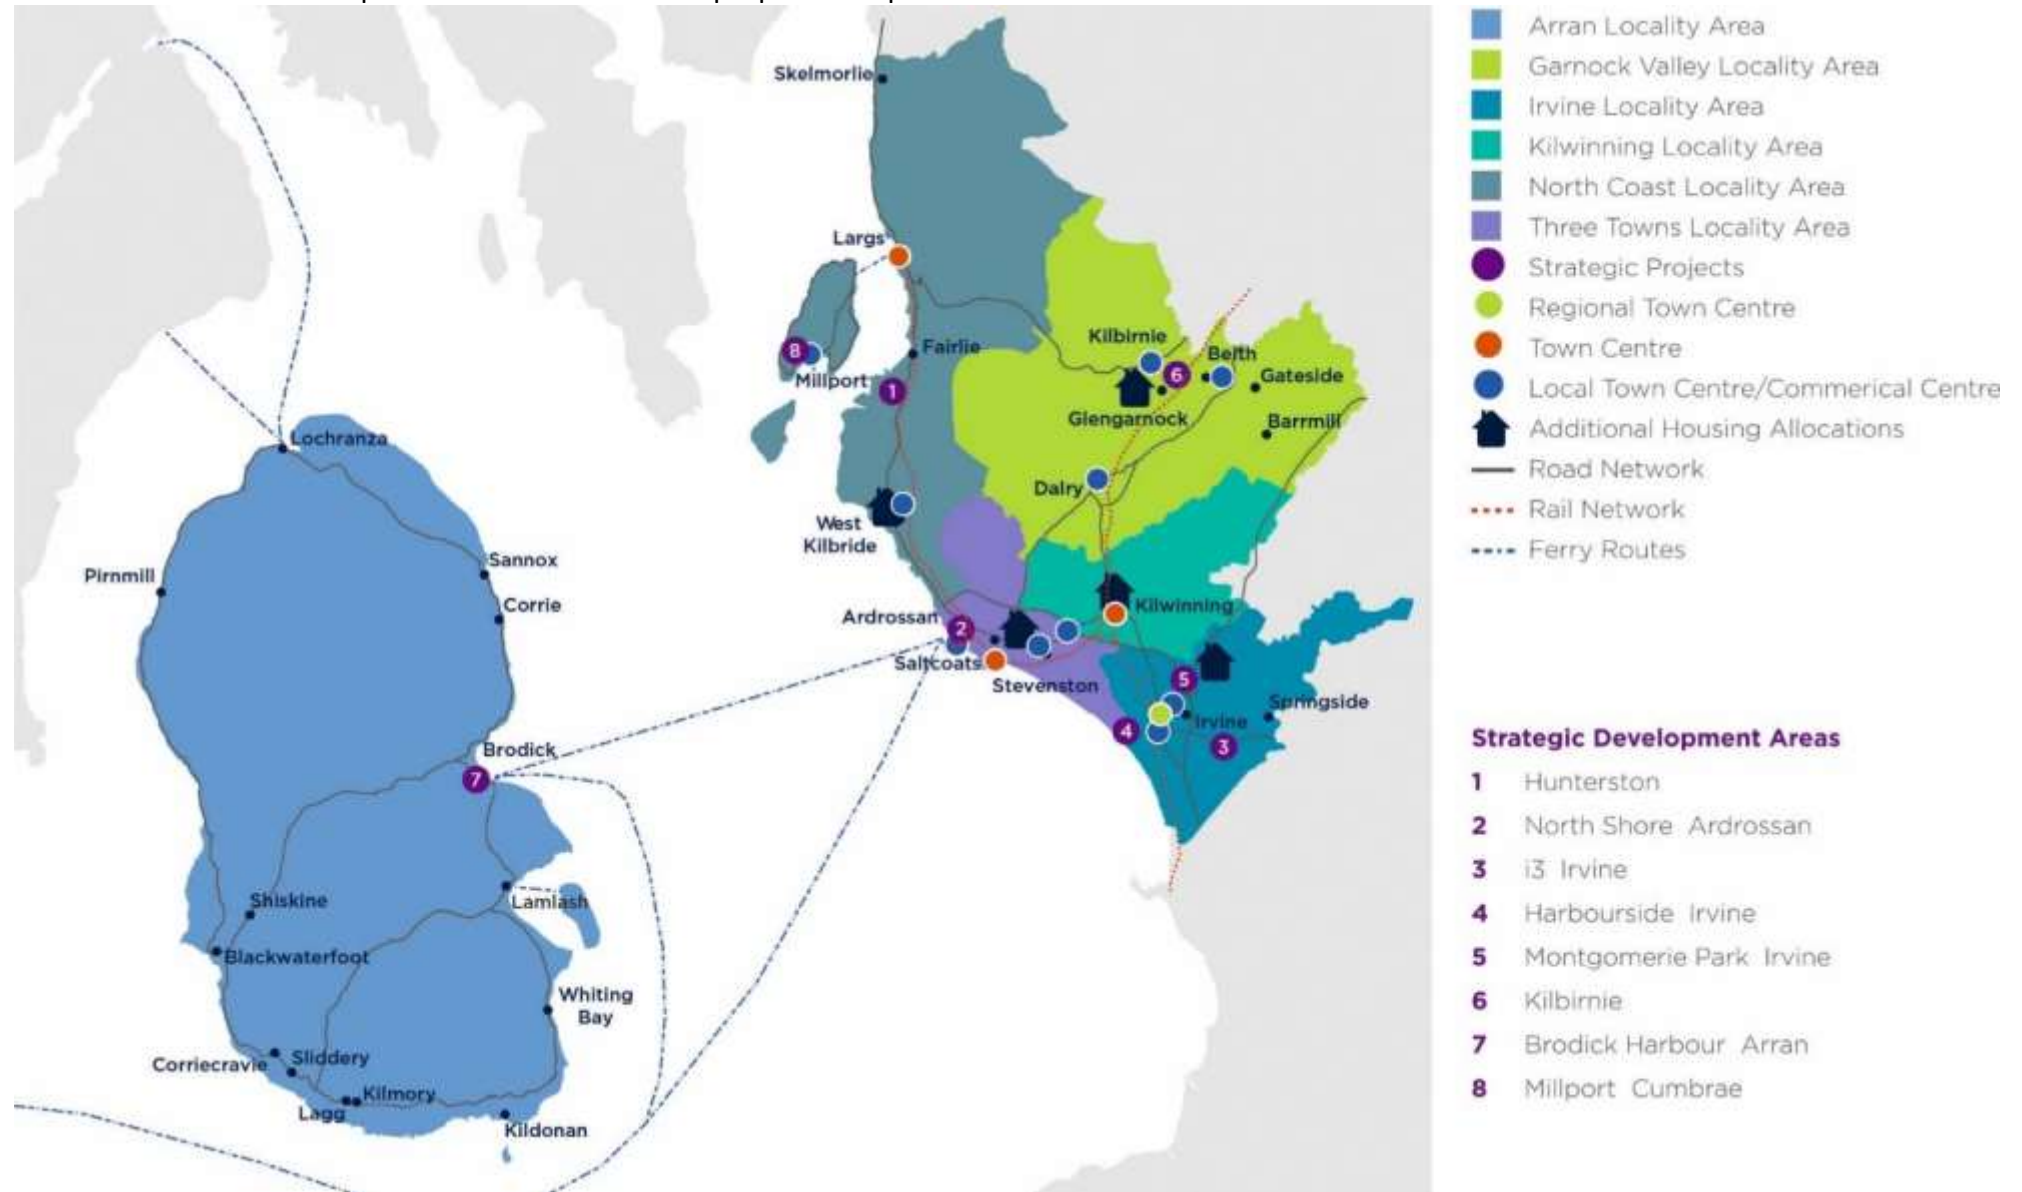 Skelmorlie
Largs
Fairlie
Millport
Kilbirnie
Beith
Gateside
Glengarnock
Barrmill
Dalry
West
Kilbride
Lochranza
Sannox
Pirnmill
Corrie
Ardrossan
Kilwinning
Saltcoats
Stevenston
Springside
Irvine
Brodick
Lamlash
Shiskine
Blackwaterfoot
Whiting
Bay
Corriecravie
Sliddery
Kilmory
Lagg
Kildonan
8
1
6
2
5
4
3
7
Arran Locality Area
Garnock Valley Locality Area
Irvine Locality Area
Kilwinning Locality Area
North Coast Locality Area
Three Towns Locality Area
Strategic Projects
Regional Town Centre
Town Centre
Local Town Centre/Commerical Centre
Additional Housing Allocations
Road Network
Rail Network
Ferry Routes
Strategic Development Areas
1 Hunterston
2 North Shore Ardrossan
3 i3 Irvine
4 Harbourside Irvine
5 Montgomerie Park Irvine
6 Kilbirnie
7 Brodick Harbour Arran
8 Millport Cumbrae